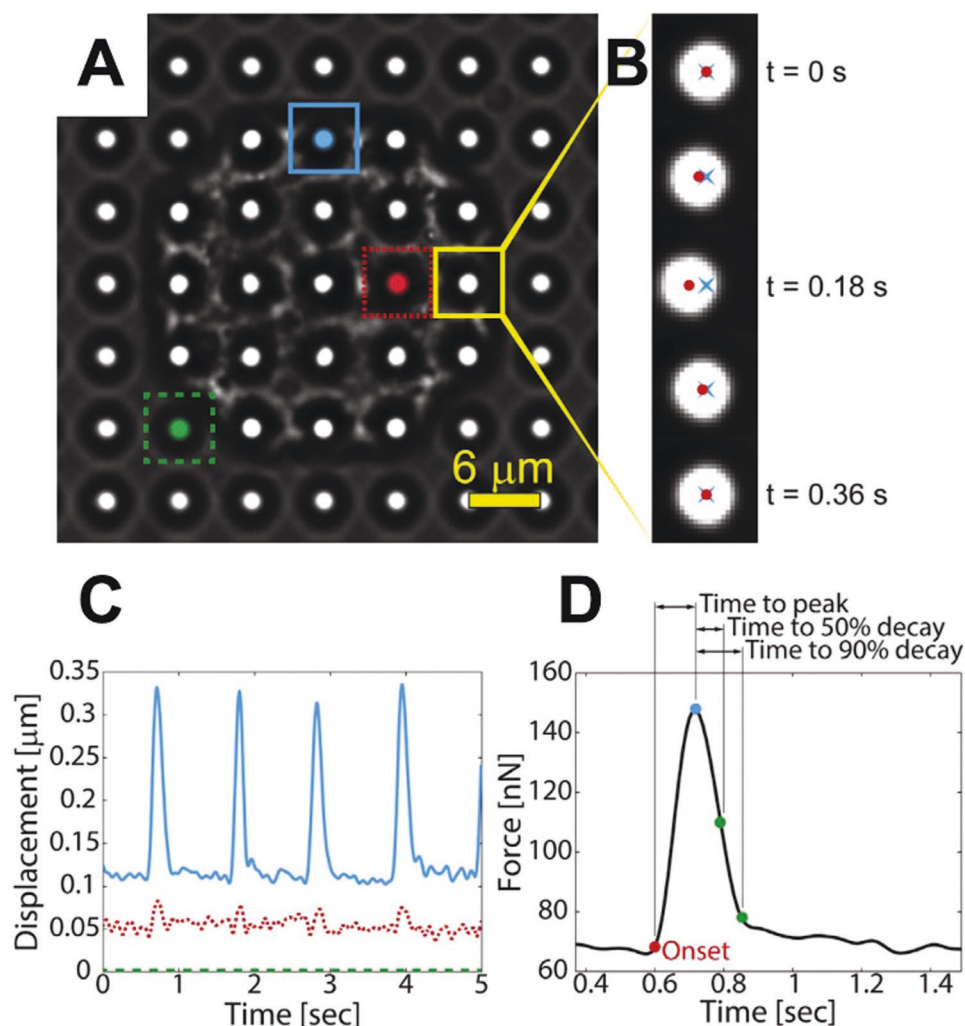 A
B
t = 0 s
t = 0.18 s
t = 0.36 s
6 μm
C
Displacement [μm]
0.35
0.3
0.25
0.2
0.15
0.1
0.05
0
0 1 2 3 4 5
Time [sec]
D
Time to peak
Time to 50% decay
Time to 90% decay
Force [nN]
160
140
120
100
80
60
Onset
0.4 0.6 0.8 1 1.2 1.4
Time [sec]